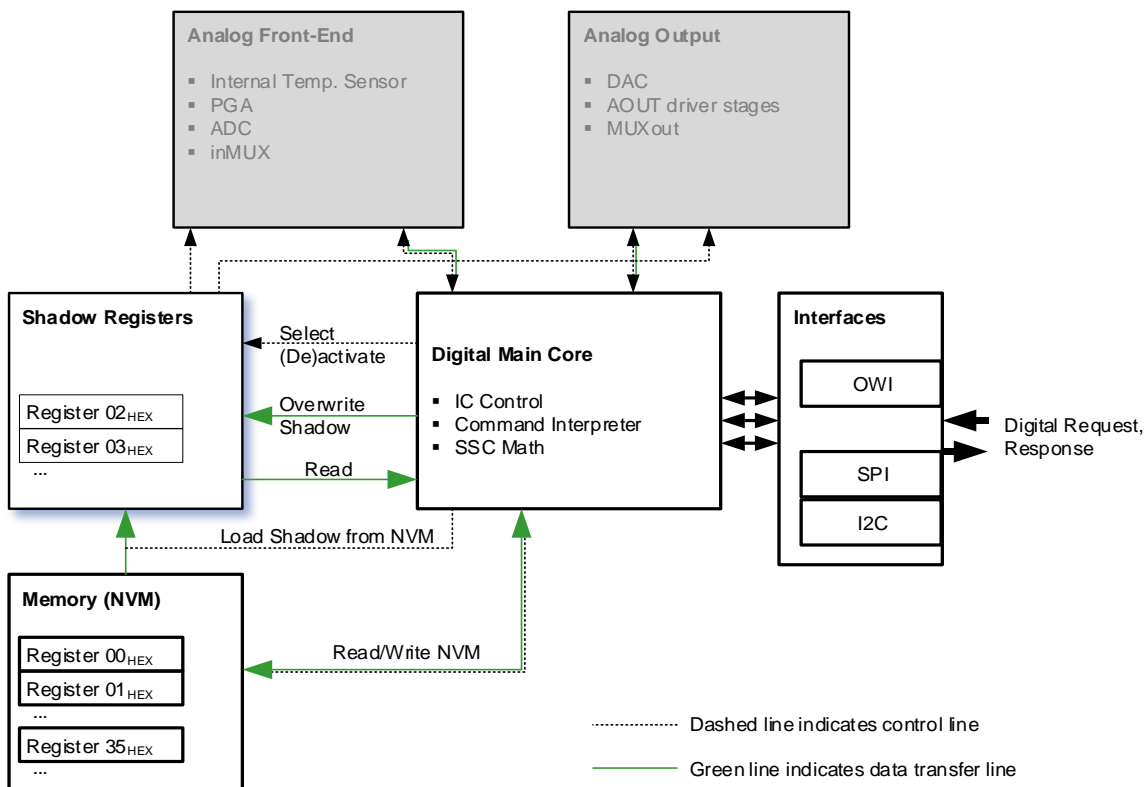 Analog Front-End
▪ Internal Temp. Sensor
▪ PGA
▪ ADC
▪ inMUX
Analog Output
▪ DAC
▪ AOUT driver stages
▪ MUXout
Shadow Registers
Register 02HEX
Register 03HEX
...
Select
(De)activate
Overwrite
Shadow
Read
Load Shadow from NVM
Digital Main Core
▪ IC Control
▪ Command Interpreter
▪ SSC Math
Interfaces
OWI
SPI
I2C
Digital Request,
Response
Memory (NVM)
Register 00HEX
Register 01HEX
...
Register 35HEX
...
Read/Write NVM
Dashed line indicates control line
Green line indicates data transfer line